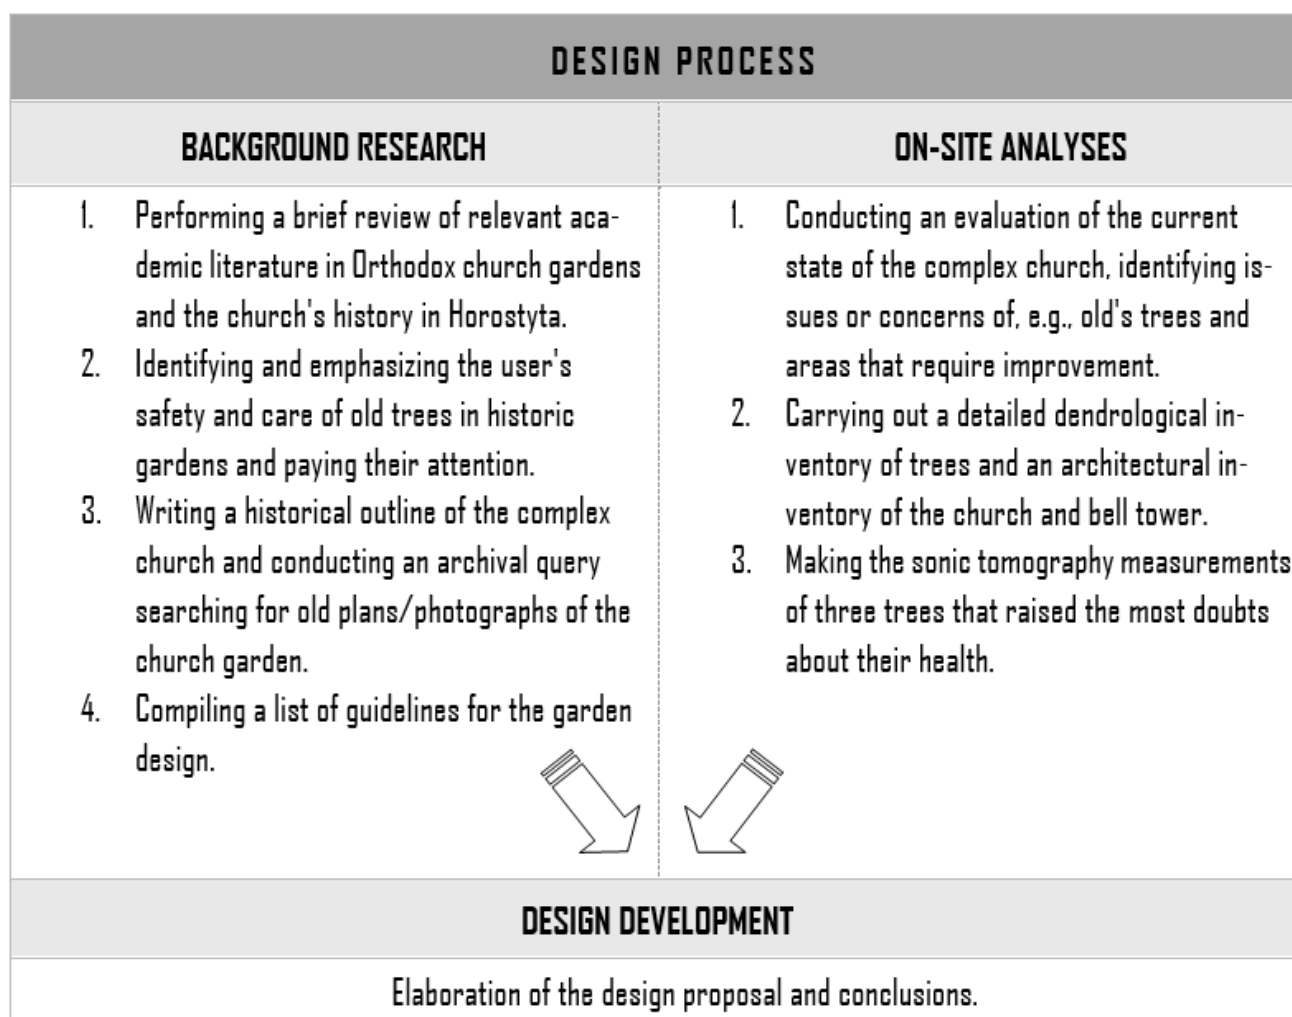 DESIGN PROCESS
BACKGROUND RESEARCH
1. Performing a brief review of relevant aca-
demic literature in Orthodox church gardens
and the church's history in Horostyta.
2. Identifying and emphasizing the user's
safety and care of old trees in historic
gardens and paying their attention.
3. Writing a historical outline of the complex
church and conducting an archival query
searching for old plans/photographs of the
church garden.
4. Compiling a list of guidelines for the garden
design.
ON-SITE ANALYSES
1. Conducting an evaluation of the current
state of the complex church, identifying is-
sues or concerns of, e.g., old's trees and
areas that require improvement.
2. Carrying out a detailed dendrological in-
ventory of trees and an architectural in-
ventory of the church and bell tower.
3. Making the sonic tomography measurements
of three trees that raised the most doubts
about their health.
DESIGN DEVELOPMENT
Elaboration of the design proposal and conclusions.